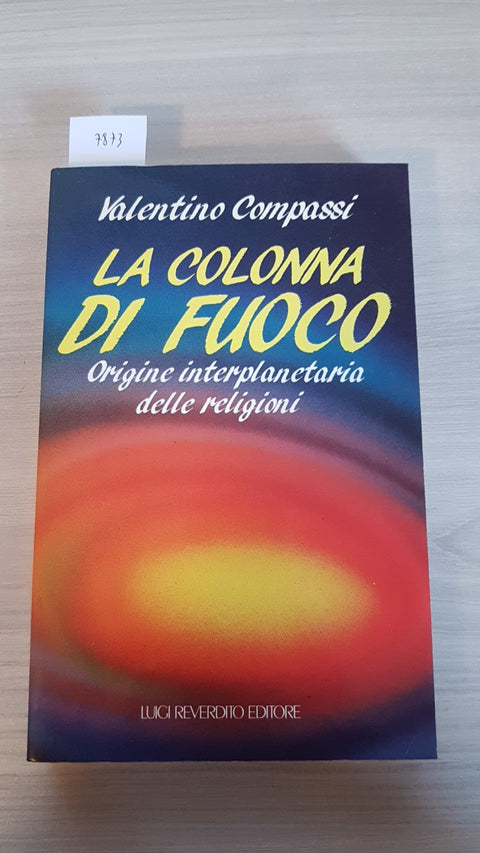 7873
Valentino Compassi
LA COLONNA
DI FUOCO
Origine interplanetaria
delle religioni
LUIGI REVERDITO EDITORE